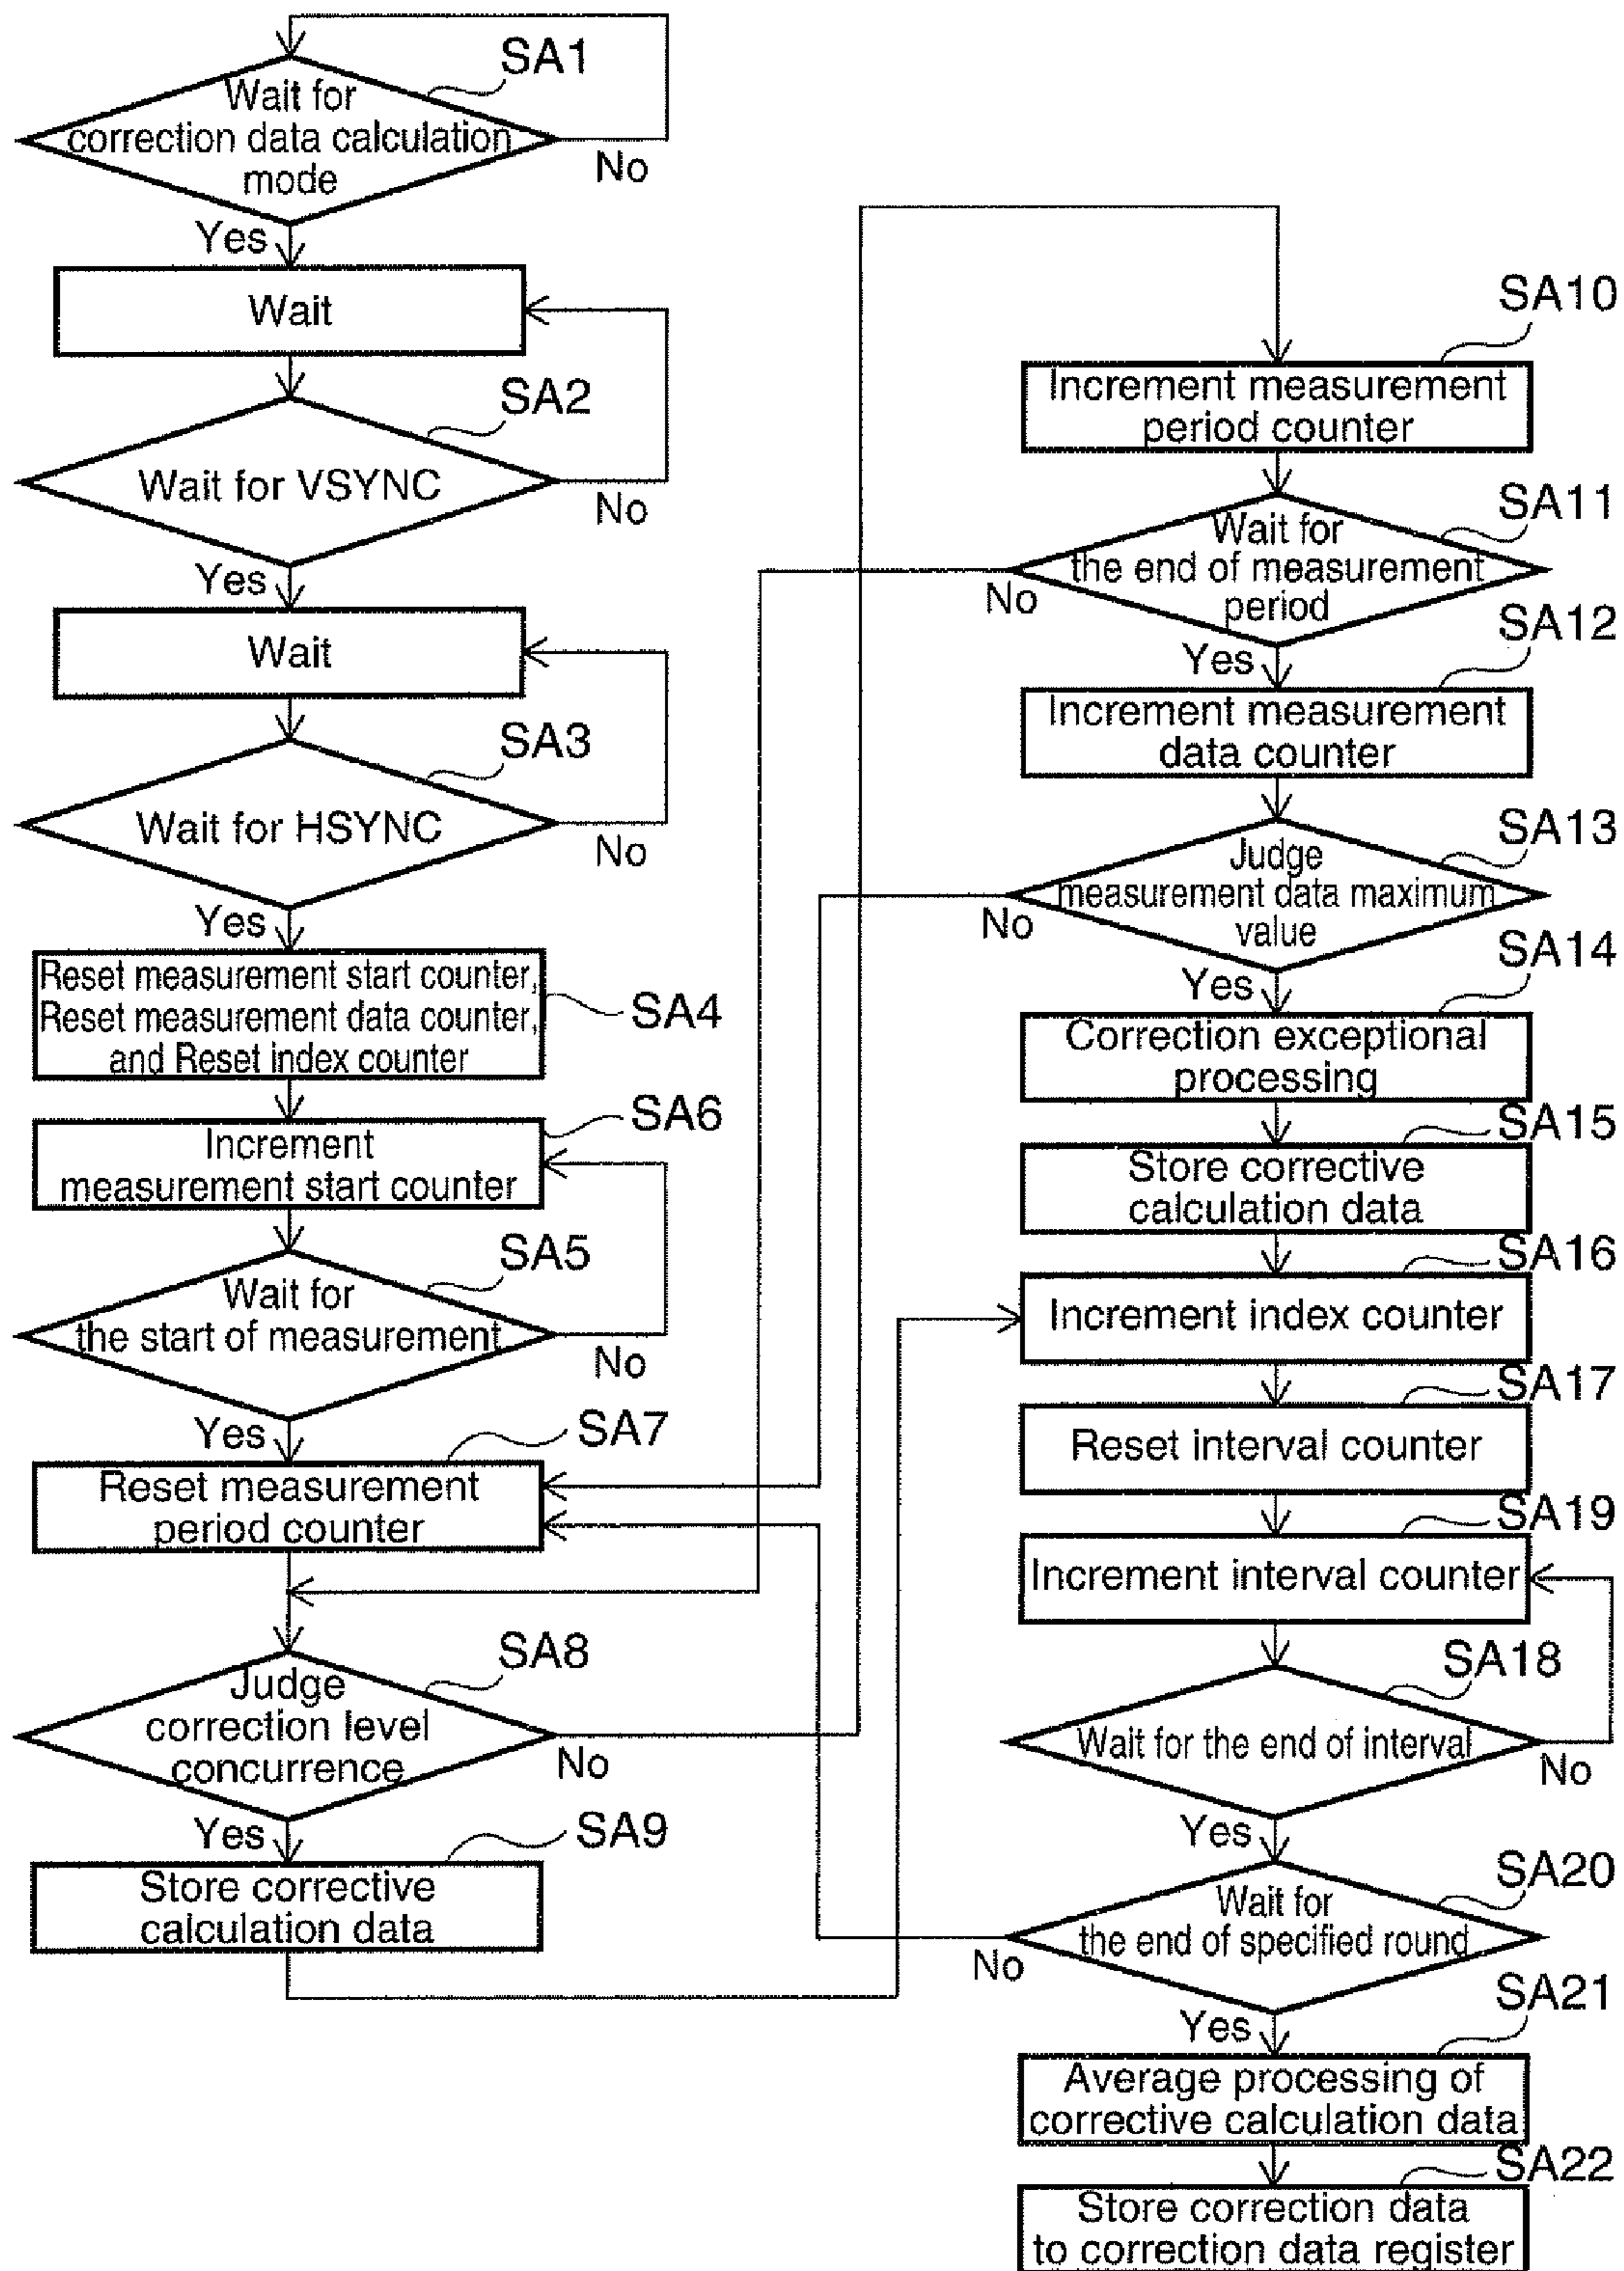 SA1
Wait for
correction data calculation
mode
No
Yes
Wait
SA2
Wait for VSYNC
No
Yes
Wait
SA3
Wait for HSYNC
No
Yes
Reset measurement start counter,
Reset measurement data counter,
and Reset index counter
SA4
SA6
Increment
measurement start counter
SA5
Wait for
the start of measurement
No
Yes
SA7
Reset measurement
period counter
SA8
Judge
correction level
concurrence
No
Yes
SA9
Store corrective
calculation data
SA10
Increment measurement
period counter
SA11
Wait for
the end of measurement
period
No
Yes
SA12
Increment measurement
data counter
SA13
Judge
measurement data maximum
value
No
Yes
SA14
Correction exceptional
processing
SA15
Store corrective
calculation data
SA16
Increment index counter
SA17
Reset interval counter
SA19
Increment interval counter
SA18
Wait for the end of interval
No
Yes
SA20
Wait for
the end of specified round
No
Yes
SA21
Average processing of
corrective calculation data
SA22
Store correction data
to correction data register